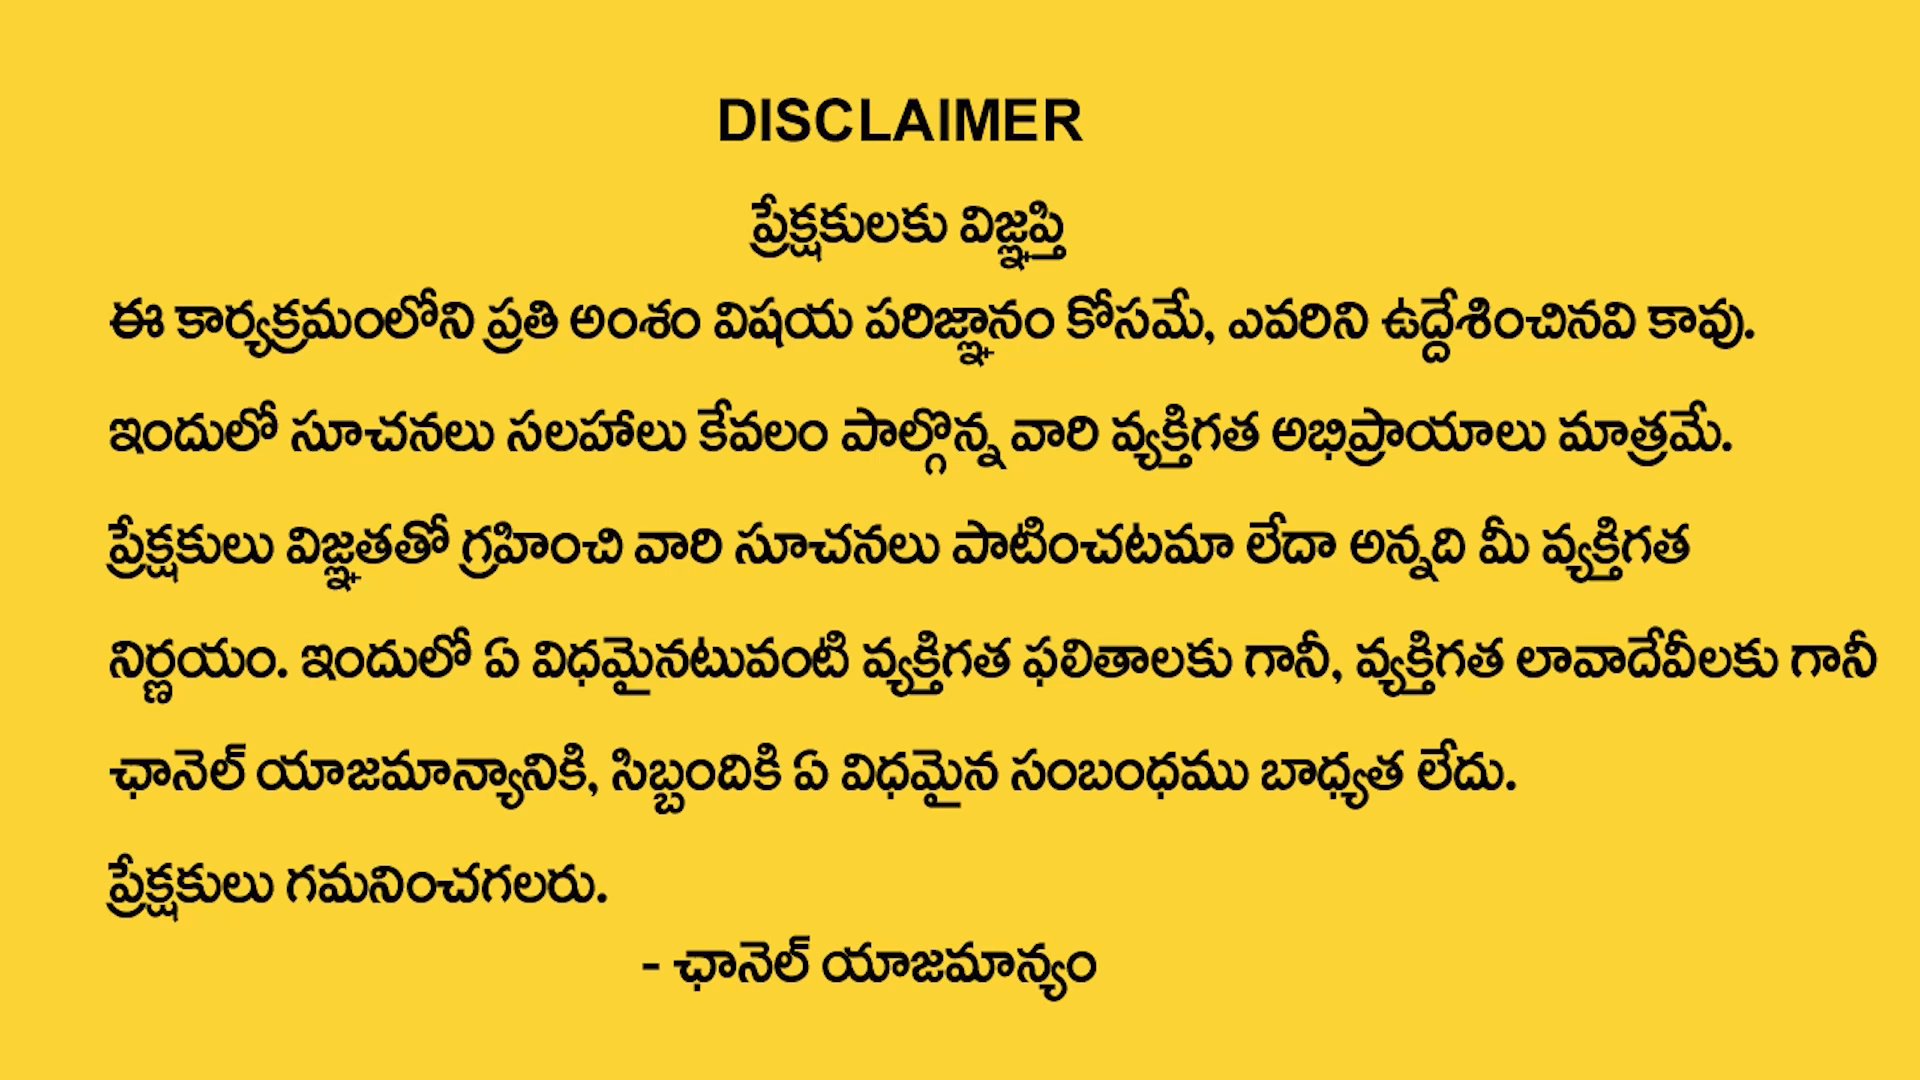 DISCLAIMER
ప్రేక్షకులకు విజ్ఞప్తి
ఈ కార్యక్రమంలోని ప్రతి అంశం విషయ పరిజ్ఞానం కోసమే, ఎవరిని ఉద్దేశించినవి కావు.
ఇందులో సూచనలు సలహాలు కేవలం పాల్గొన్న వారి వ్యక్తిగత అభిప్రాయాలు మాత్రమే.
ప్రేక్షకులు విజ్ఞతతో గ్రహించి వారి సూచనలు పాటించటమా లేదా అన్నది మీ వ్యక్తిగత
నిర్ణయం. ఇందులో ఏ విధమైనటువంటి వ్యక్తిగత ఫలితాలకు గానీ, వ్యక్తిగత లావాదేవీలకు గానీ
ఛానెల్ యాజమాన్యానికి, సిబ్బందికి ఏ విధమైన సంబంధము బాధ్యత లేదు.
ప్రేక్షకులు గమనించగలరు.
- ఛానెల్ యాజమాన్యం